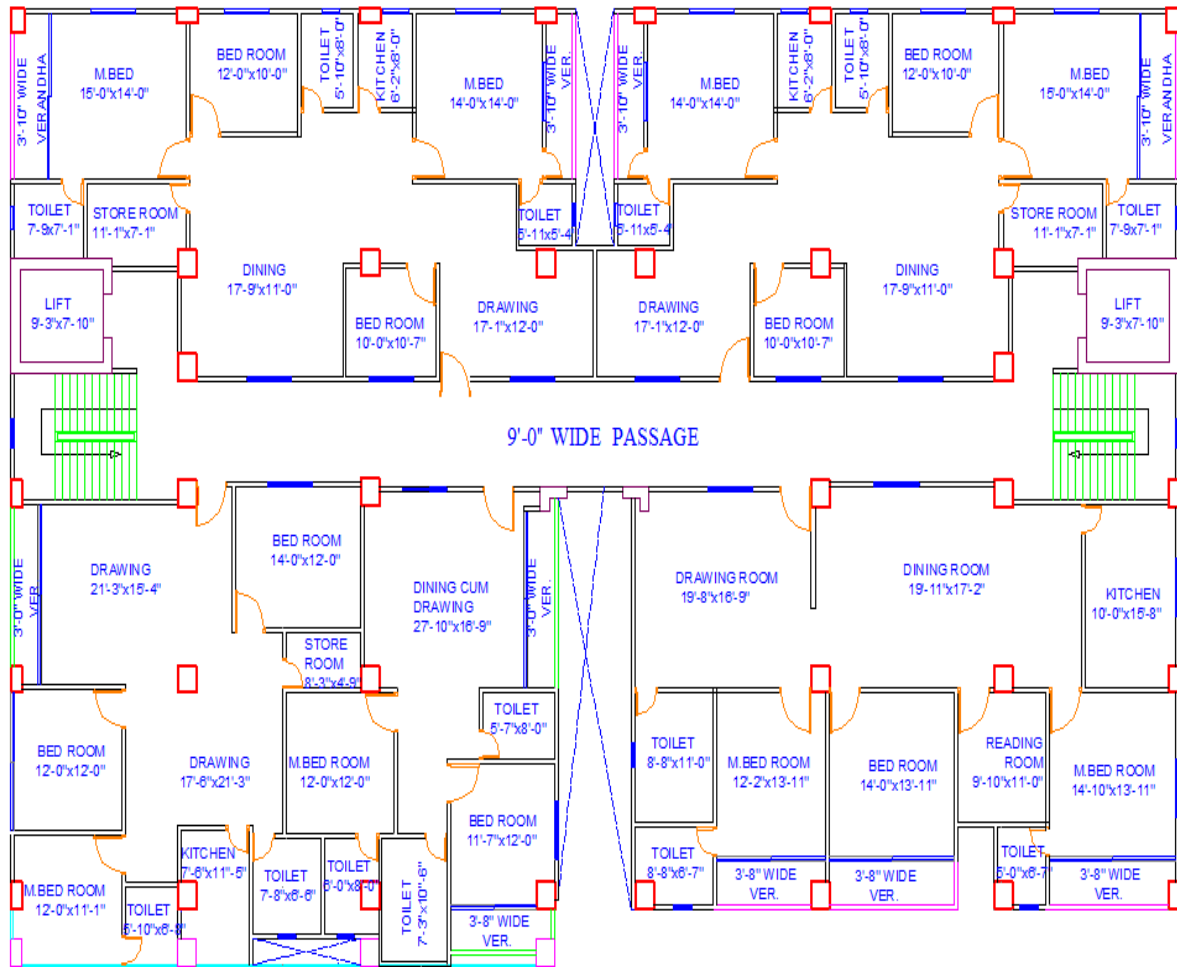 BED ROOM
12'-0"x10'-0"
TOILET
5'-10"x8'-0"
KITCHEN
6'-2"x8'-0"
3'-10" WIDE
VERANDHA
M.BED
15'-0"x14'-0"
M.BED
14'-0"x14'-0"
3'-10" WIDE
VER.
3'-10" WIDE
VER.
M.BED
14'-0"x14'-0"
KITCHEN
6'-2"x8'-0"
TOILET
5'-10"x8'-0"
BED ROOM
12'-0"x10'-0"
M.BED
15'-0"x14'-0"
3'-10" WIDE
VERANDHA
TOILET
7'-9x7'-1"
STORE ROOM
11'-1"x7'-1"
TOILET
5'-11x5'-4"
TOILET
5'-11x5'-4"
STORE ROOM
11'-1"x7'-1"
TOILET
7'-9x7'-1"
LIFT
9'-3"x7'-10"
DINING
17'-9"x11'-0"
BED ROOM
10'-0"x10'-7"
DRAWING
17'-1"x12'-0"
DRAWING
17'-1"x12'-0"
BED ROOM
10'-0"x10'-7"
DINING
17'-9"x11'-0"
LIFT
9'-3"x7'-10"
9'-0" WIDE PASSAGE
3'-0" WIDE
VER.
DRAWING
21'-3"x15'-4"
BED ROOM
14'-0"x12'-0"
DINING CUM
DRAWING
27'-10"x16'-9"
3'-0" WIDE
VER.
DRAWING ROOM
19'-8"x16'-9"
DINING ROOM
19'-11"x17'-2"
KITCHEN
10'-0"x15'-8"
STORE
ROOM
8'-3"x4'-9"
BED ROOM
12'-0"x12'-0"
DRAWING
17'-6"x21'-3"
M.BED ROOM
12'-0"x12'-0"
TOILET
5'-7"x8'-0"
TOILET
8'-8"x11'-0"
M.BED ROOM
12'-2"x13'-11"
BED ROOM
14'-0"x13'-11"
READING
ROOM
9'-10"x11'-0"
M.BED ROOM
14'-10"x13'-11"
BED ROOM
11'-7"x12'-0"
M.BED ROOM
12'-0"x11'-1"
TOILET
5'-10"x6'-8"
KITCHEN
7'-6"x11"-5"
TOILET
7'-8"x6'-6"
TOILET
6'-0"x8'-0"
TOILET
7'-3"x10"-6"
3-8" WIDE
VER.
TOILET
8'-8"x6'-7"
3'-8" WIDE
VER.
3'-8" WIDE
VER.
TOILET
5'-0"x6'-7"
3'-8" WIDE
VER.